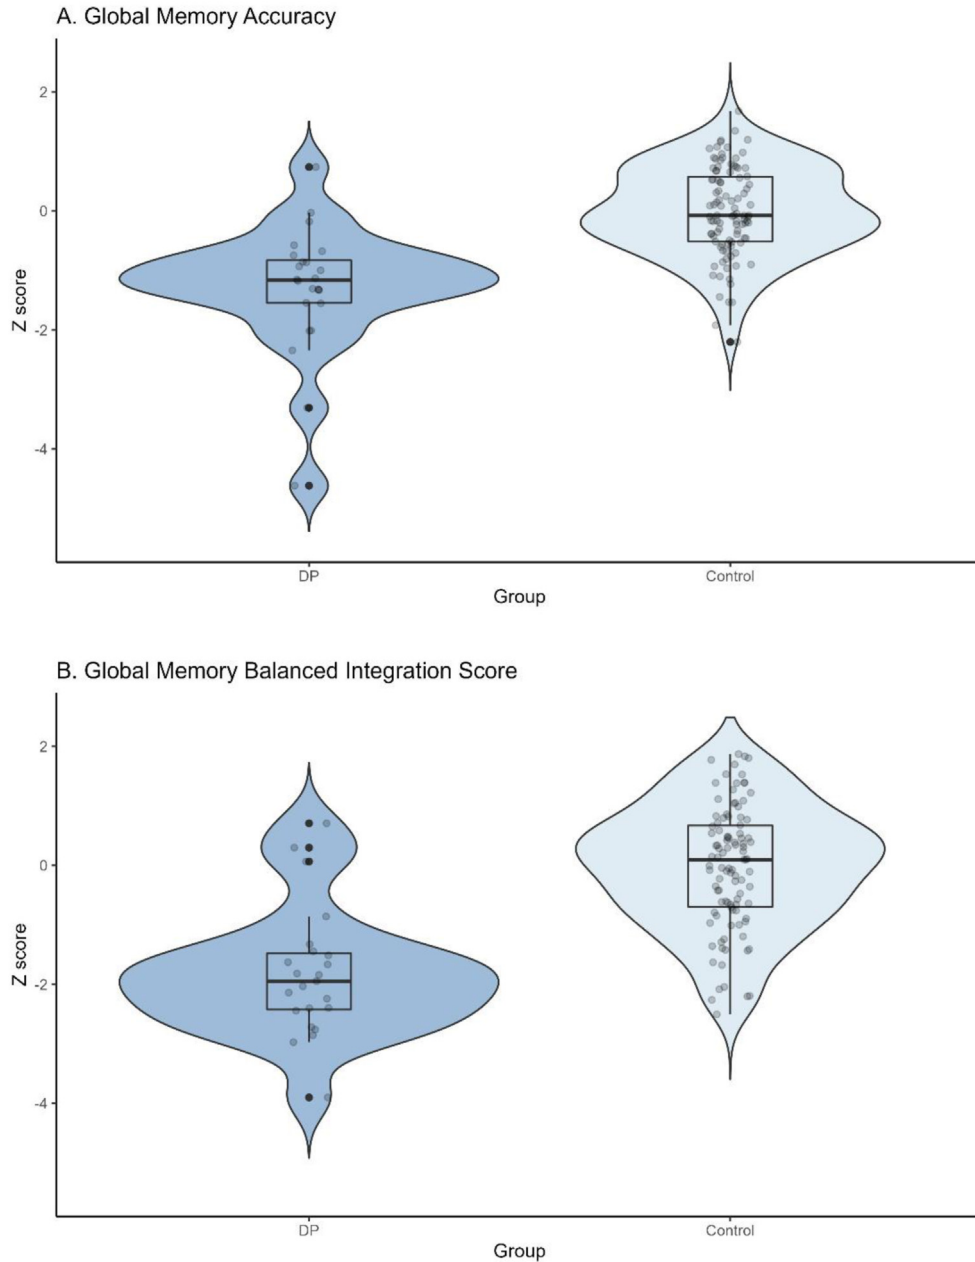 A. Global Memory Accuracy
2
0
-2
-4
Z score
DP
Control
Group
B. Global Memory Balanced Integration Score
2
0
-2
-4
Z score
DP
Control
Group